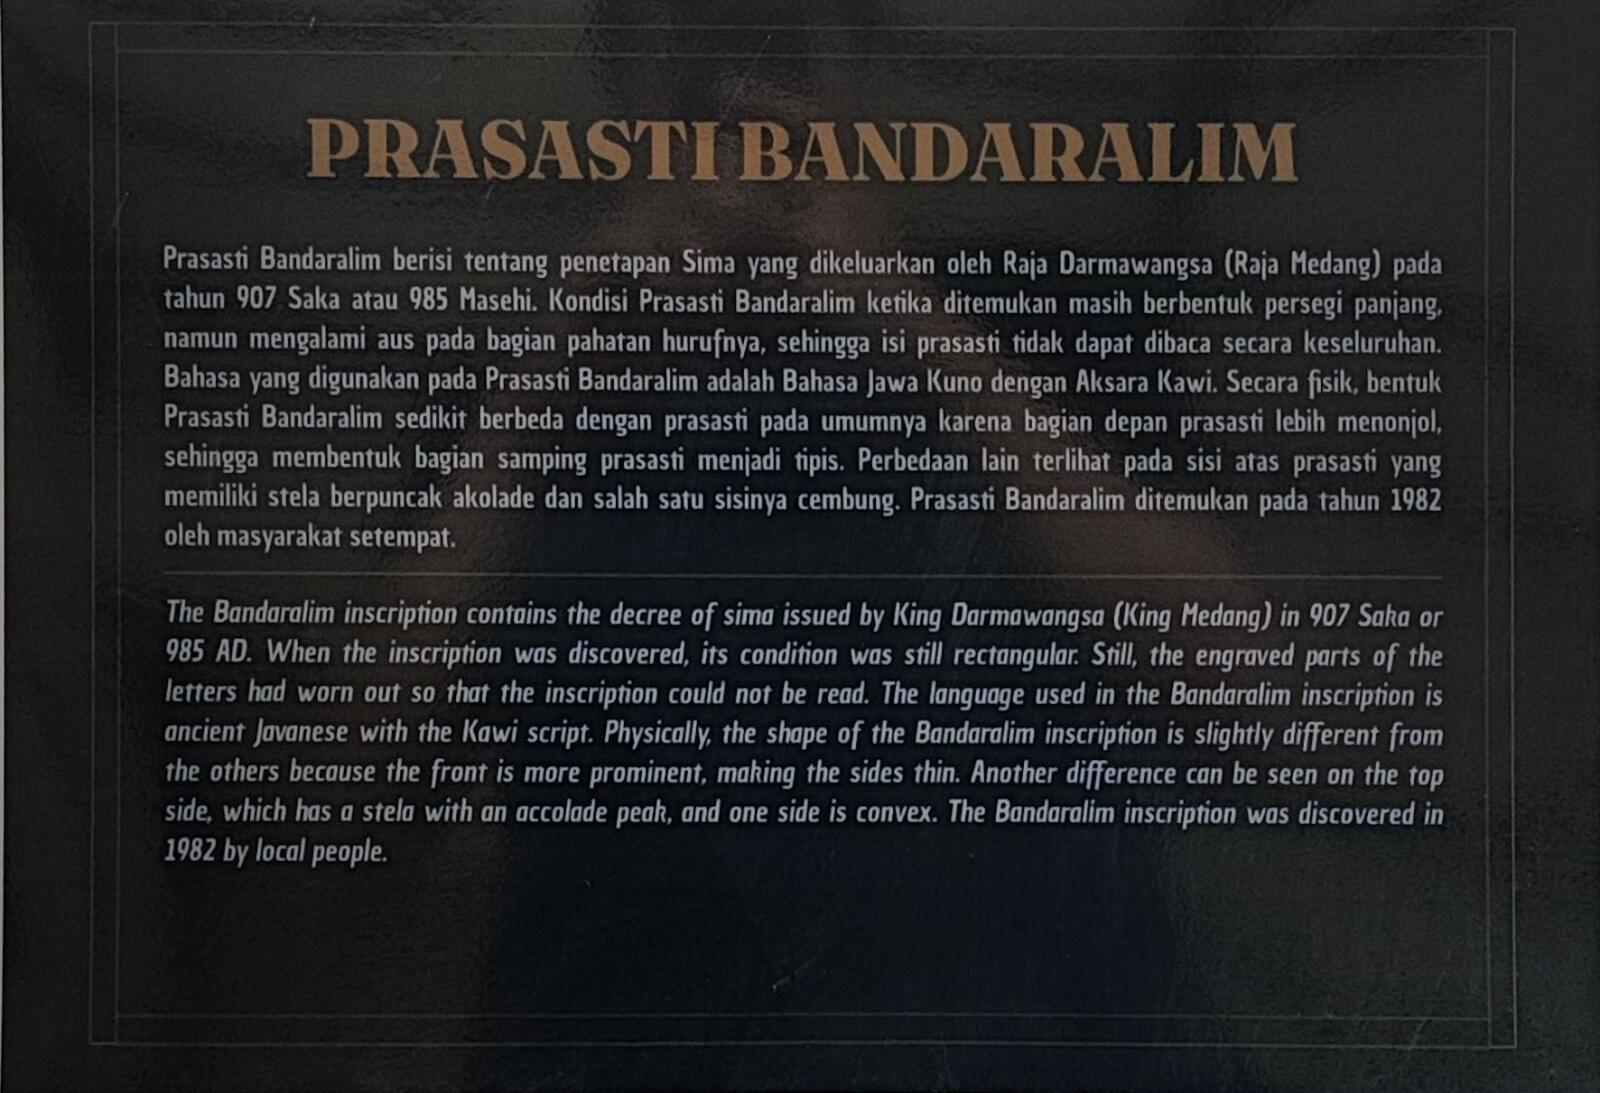 PRASASTI BANDARALIM
Prasasti Bandaralim berisi tentang penetapan Sima yang dikeluarkan oleh Raja Darmawangsa (Raja Medang) pada
tahun 907 Saka atau 985 Masehi. Kondisi Prasasti Bandaralim ketika ditemukan masih berbentuk persegi panjang,
namun mengalami aus pada bagian pahatan hurufnya, sehingga isi prasasti tidak dapat dibaca secara keseluruhan.
Bahasa yang digunakan pada Prasasti Bandaralim adalah Bahasa Jawa Kuno dengan Aksara Kawi. Secara fisik, bentuk
Prasasti Bandaralim sedikit berbeda dengan prasasti pada umumnya karena bagian depan prasasti lebih menonjol,
sehingga membentuk bagian samping prasasti menjadi tipis. Perbedaan lain terlihat pada sisi atas prasasti yang
memiliki stela berpuncak akolade dan salah satu sisinya cembung. Prasasti Bandaralim ditemukan pada tahun 1982
oleh masyarakat setempat.
The Bandaralim inscription contains the decree of sima issued by King Darmawangsa (King Medang) in 907 Saka or
985 AD. When the inscription was discovered, its condition was still rectangular. Still, the engraved parts of the
letters had worn out so that the inscription could not be read. The language used in the Bandaralim inscription is
ancient Javanese with the Kawi script. Physically, the shape of the Bandaralim inscription is slightly different from
the others because the front is more prominent, making the sides thin. Another difference can be seen on the top
side, which has a stela with an accolade peak, and one side is convex. The Bandaralim inscription was discovered in
1982 by local people.